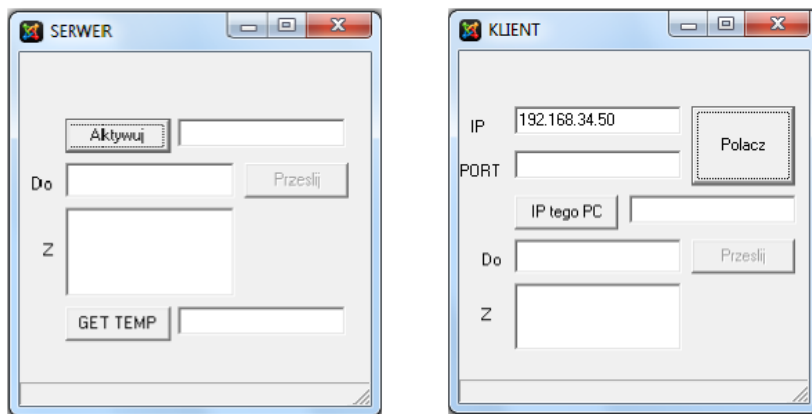 SERWER
Aktywuj
Do
Przeslij
Z
GET TEMP
KLIENT
IP
192.168.34.50
Polacz
PORT
IP tego PC
Do
Przeslij
Z